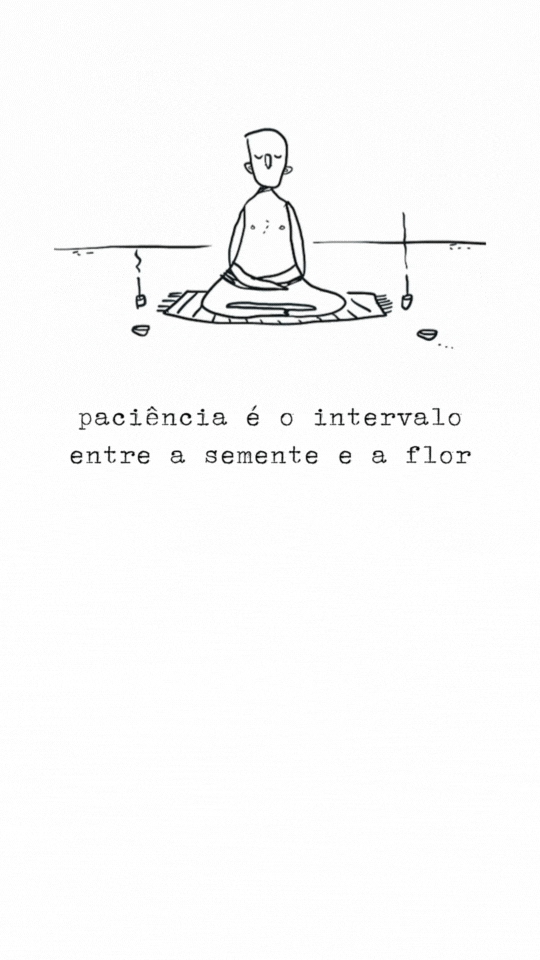 paciência é o intervalo
entre a semente e a flor